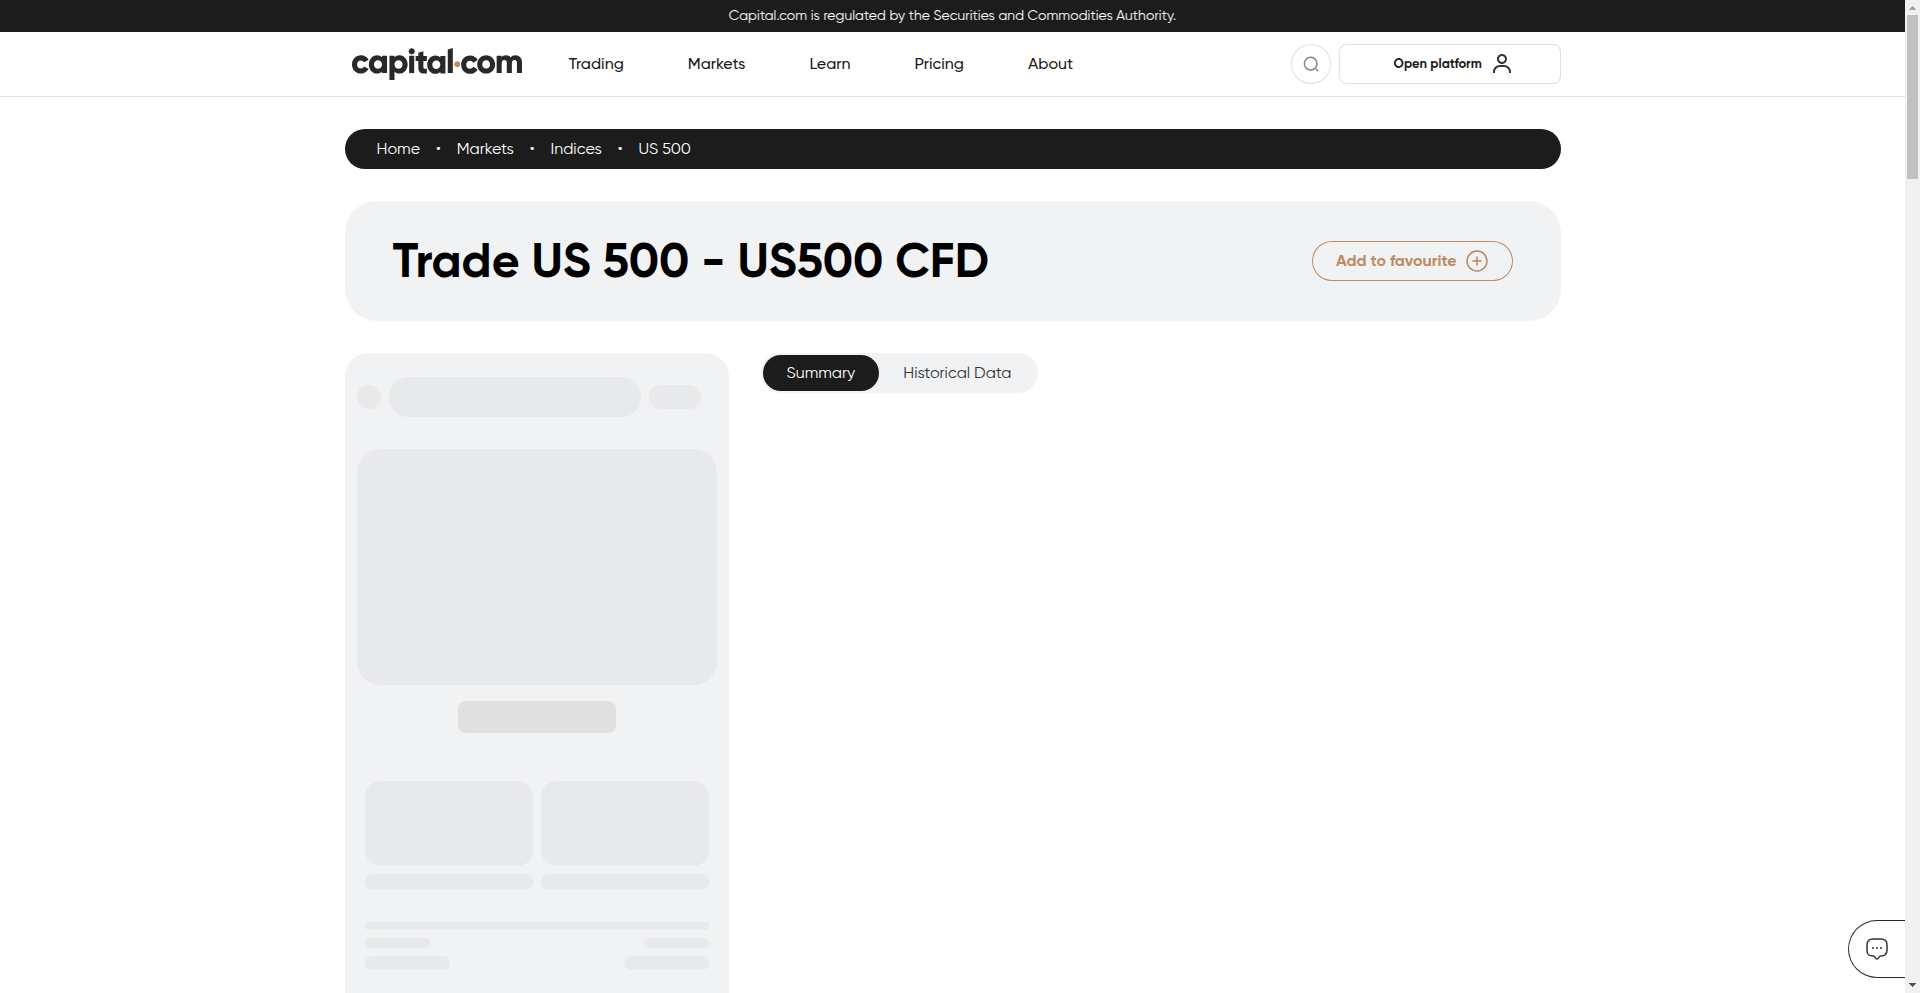 Capital.com is regulated by the Securities and Commodities Authority.
capital.com Trading Markets Learn Pricing About Open platform
Home • Markets • Indices • US 500
Trade US 500 - US500 CFD Add to favourite
Summary Historical Data